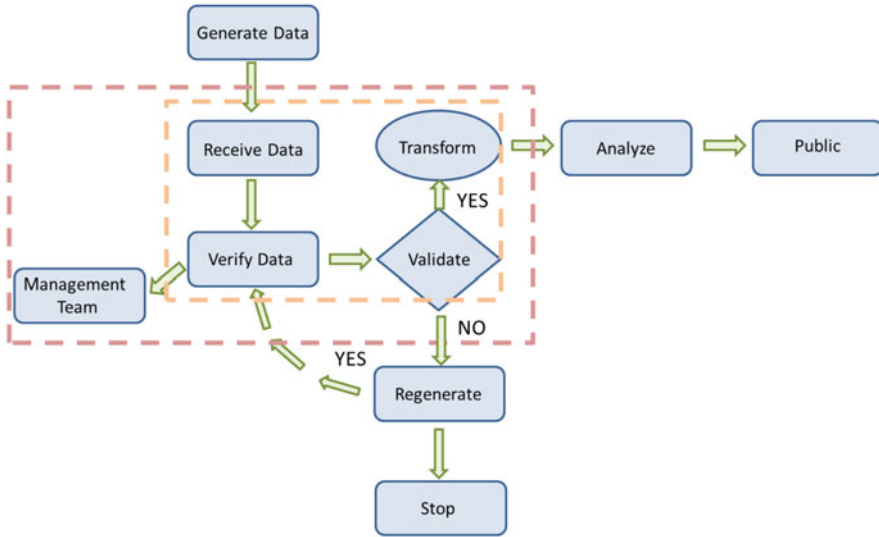 Generate Data
Receive Data
Transform
Analyze
Public
YES
Verify Data
Validate
Management
Team
NO
YES
Regenerate
Stop